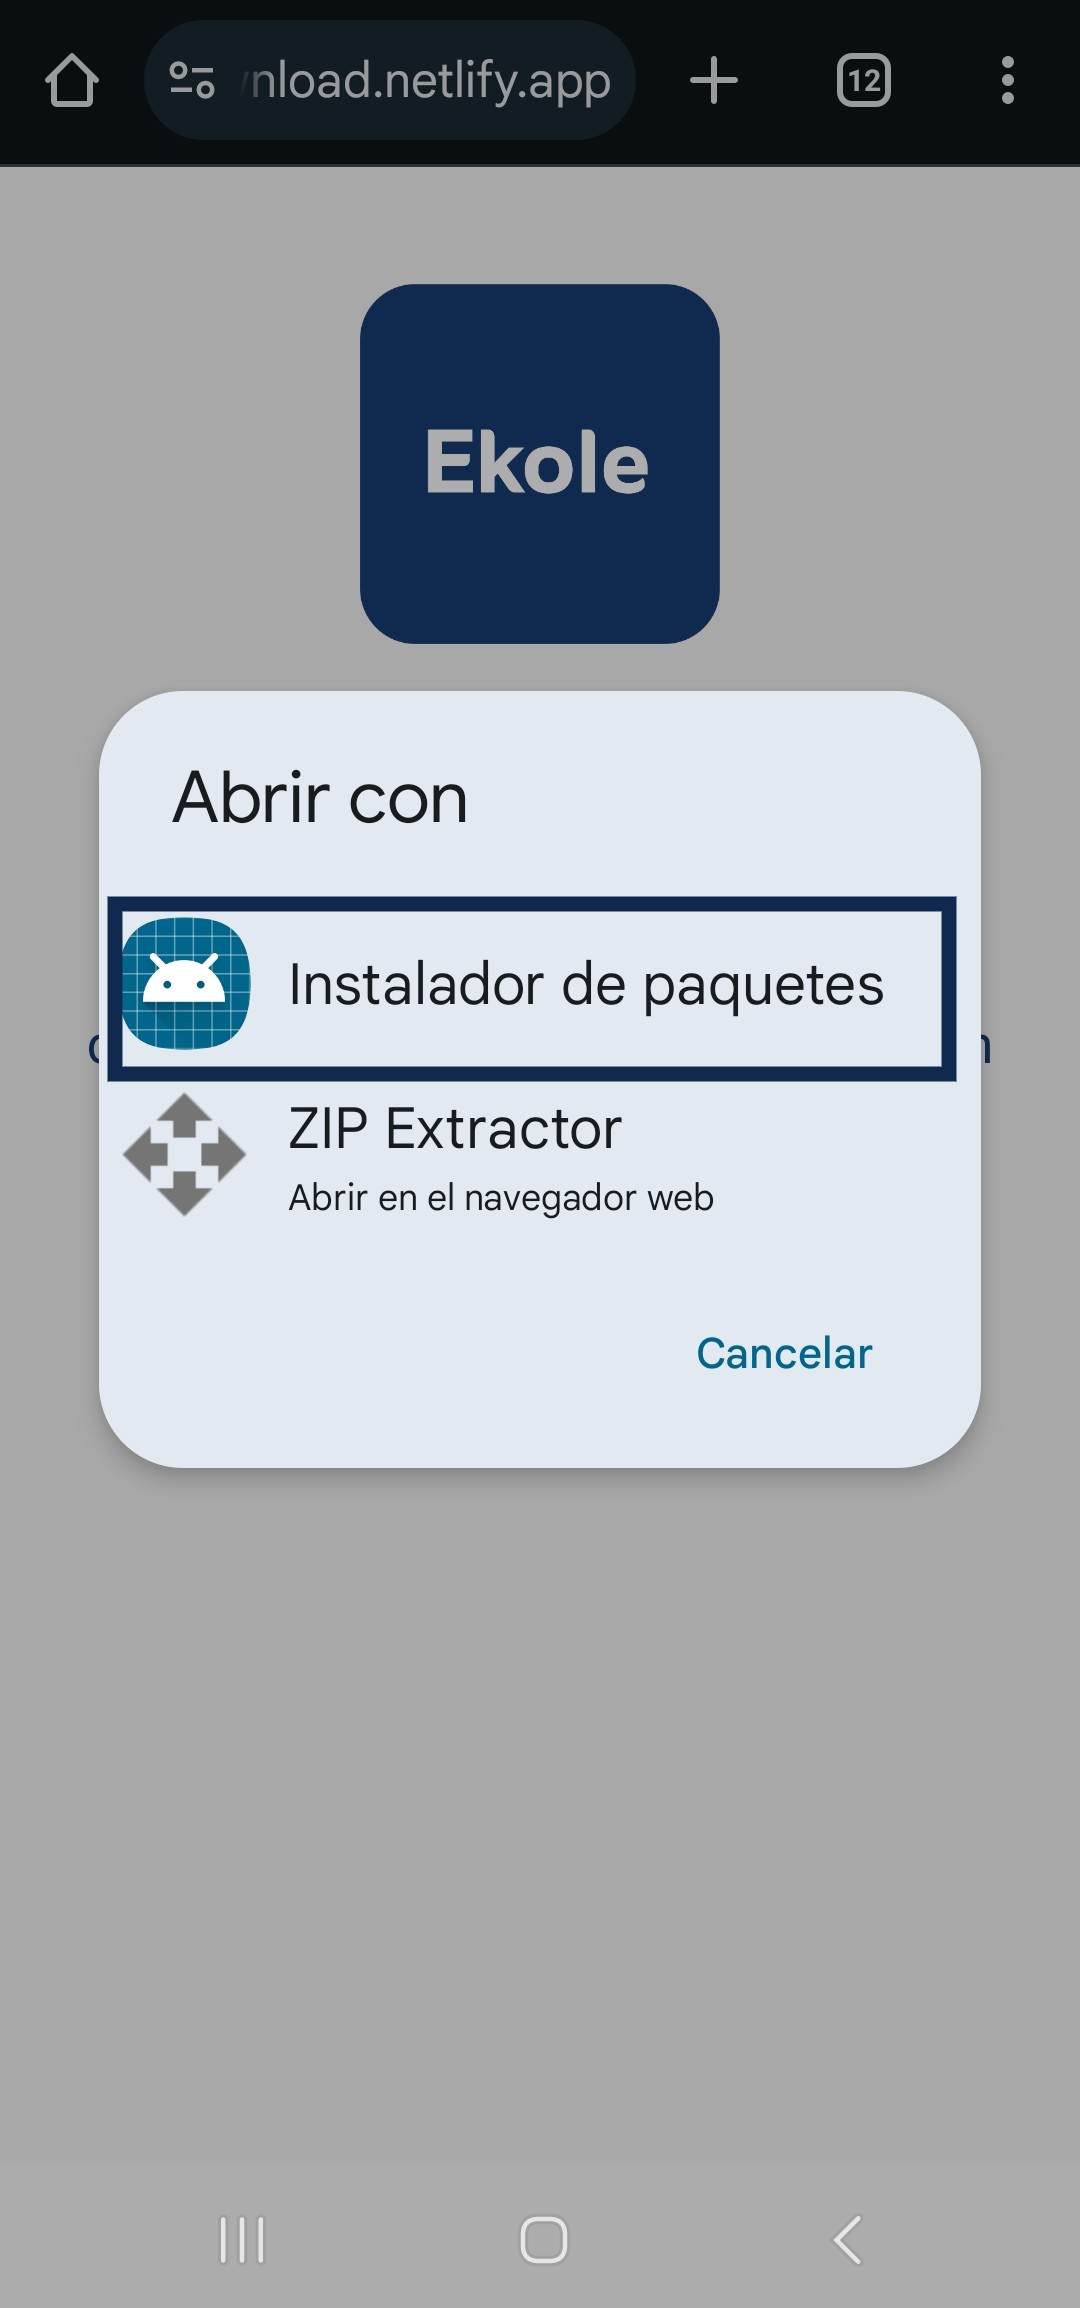 nload.netlify.app
12
Ekole
Abrir con
Instalador de paquetes
ZIP Extractor
Abrir en el navegador web
Cancelar